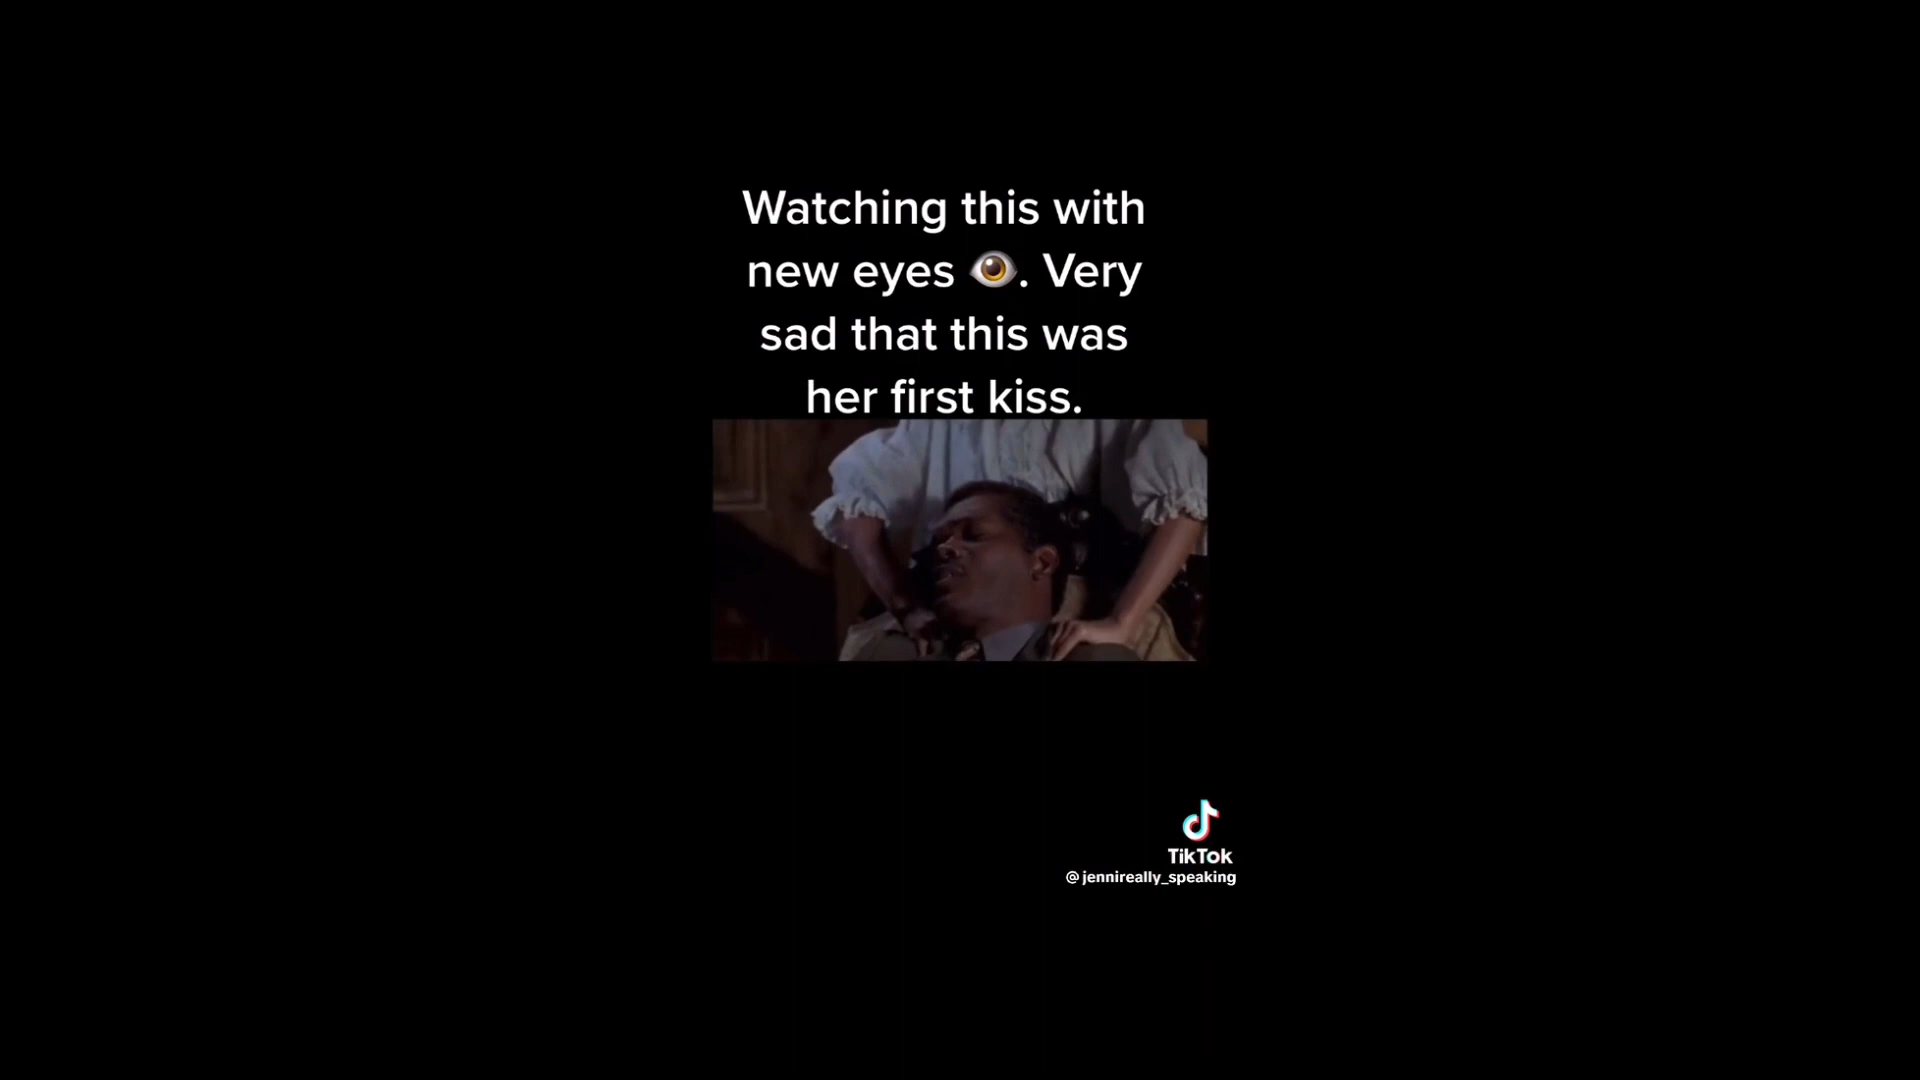 Watching this with
new eyes 👁. Very
sad that this was
her first kiss.
TikTok
@jennireally_speaking